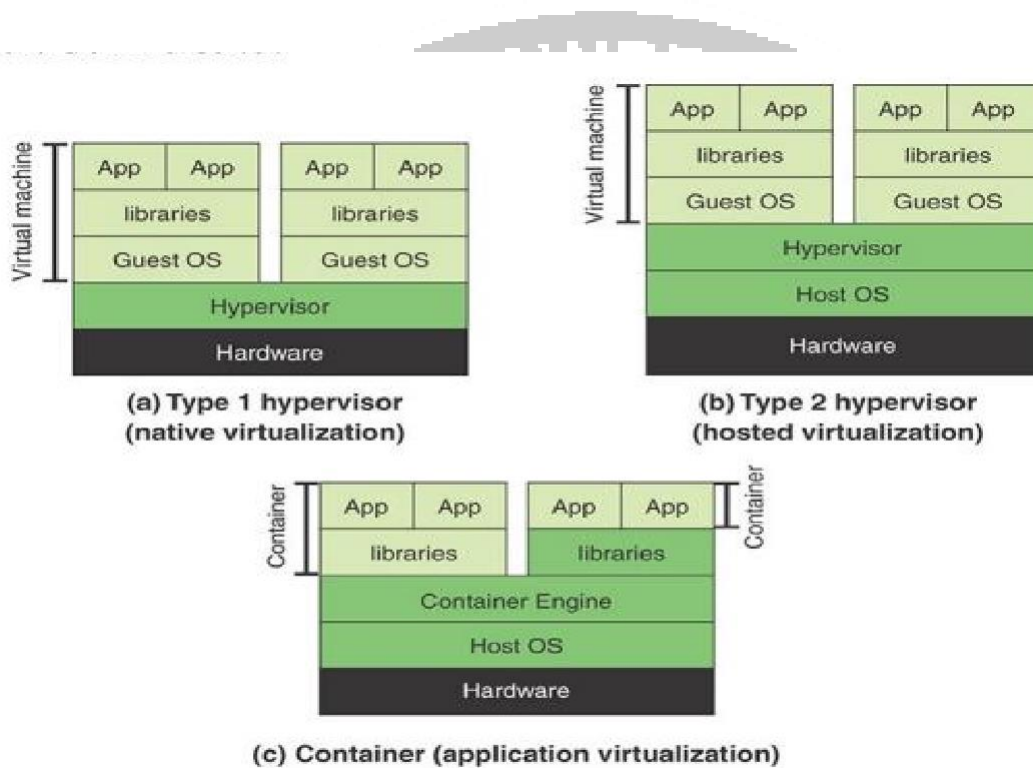 Virtual machine
App App App App
libraries libraries
Guest OS Guest OS
Hypervisor
Hardware
(a) Type 1 hypervisor
(native virtualization)
Virtual machine
App App App App
libraries libraries
Guest OS Guest OS
Hypervisor
Host OS
Hardware
(b) Type 2 hypervisor
(hosted virtualization)
Container
App App App App
Container
libraries libraries
Container Engine
Host OS
Hardware
(c) Container (application virtualization)